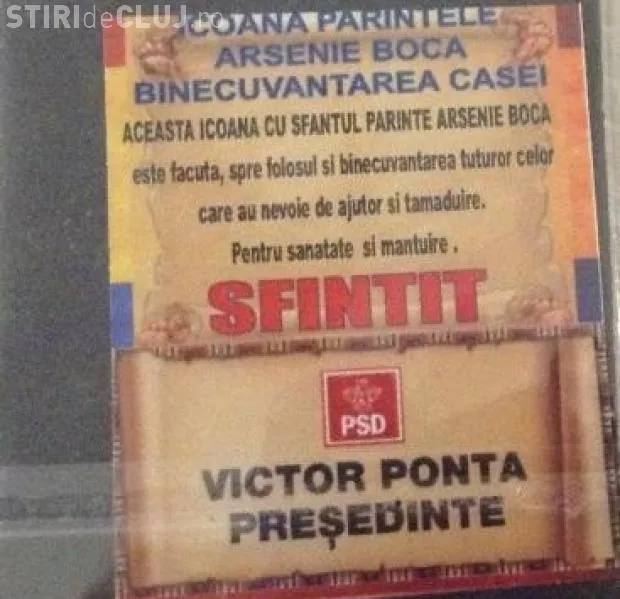 STIRIdeCLUJ.ro
ICOANA PARINTELE
ARSENIE BOCA
BINECUVANTAREA CASEI
ACEASTA ICOANA CU SFANTUL PARINTE ARSENIE BOCA
este facuta, spre folosul si binecuvantarea tuturor celor
care au nevoie de ajutor si tamaduire.
Pentru sanatate si mantuire .
SFINTIT
PSD
VICTOR PONTA
PREȘEDINTE